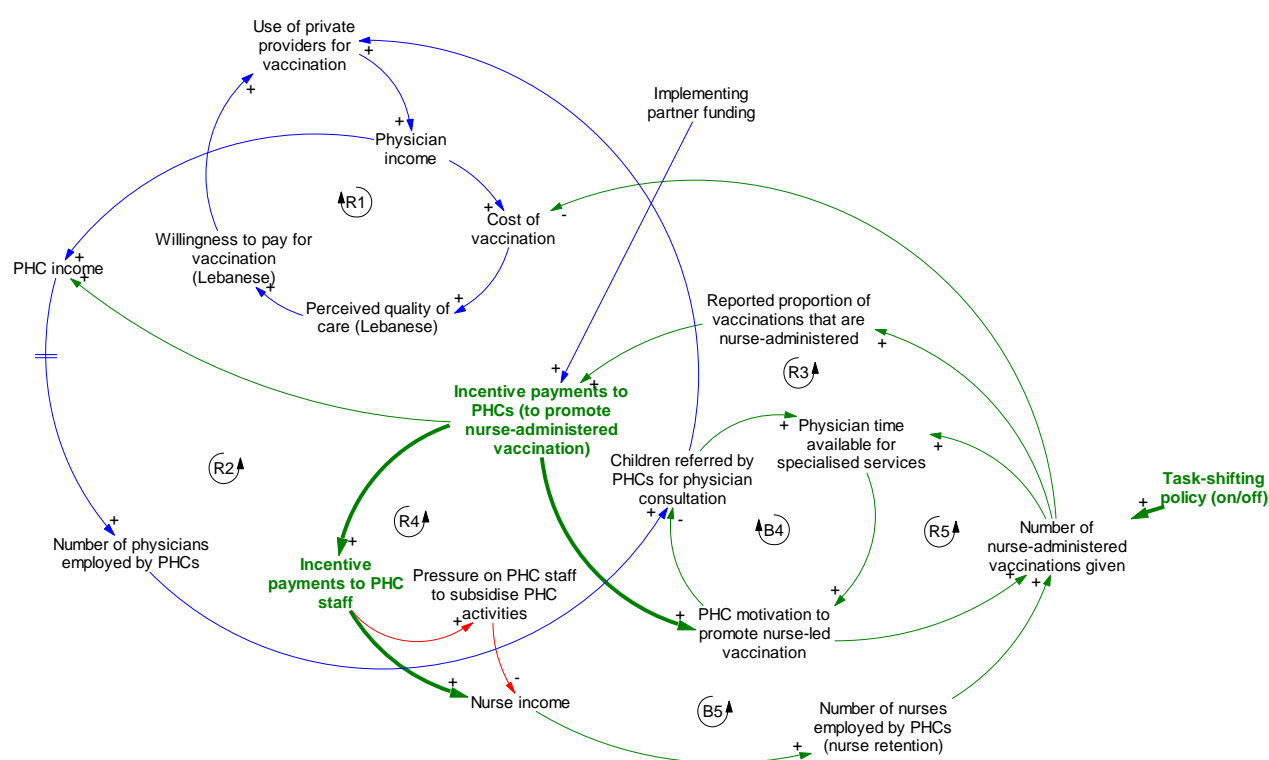 Use of private
providers for
vaccination
+
+
+
Physician
income
Implementing
partner funding
R1
+
Cost of
vaccination
-
Willingness to pay for
vaccination
(Lebanese)
+
PHC income
+
+
Perceived quality of
care (Lebanese)
+
Reported proportion of
vaccinations that are
nurse-administered
+
R3
+
+
Incentive payments to
PHCs (to promote
nurse-administered
vaccination)
Physician time
available for
specialised services
+
+
Children referred by
PHCs for physician
consultation
+
-
R2
R4
B4
R5
Task-shifting
policy (on/off)
+
Number of
nurse-administered
vaccinations given
+
+
Number of physicians
employed by PHCs
+
Incentive
payments to PHC
staff
+
Pressure on PHC staff
to subsidise PHC
activities
+
-
PHC motivation to
promote nurse-led
vaccination
+
+
Nurse income
+
B5
Number of nurses
employed by PHCs
(nurse retention)
+